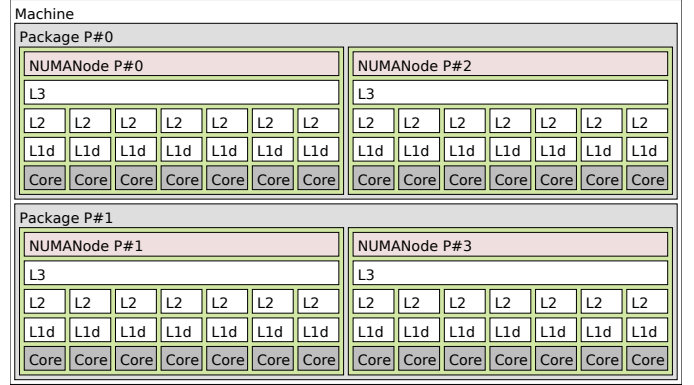 Machine
Package P#0
NUMANode P#0 NUMANode P#2
L3 L3
L2 L2 L2 L2 L2 L2 L2 L2 L2 L2 L2 L2 L2 L2
L1d L1d L1d L1d L1d L1d L1d L1d L1d L1d L1d L1d L1d L1d
Core Core Core Core Core Core Core Core Core Core Core Core Core Core
Package P#1
NUMANode P#1 NUMANode P#3
L3 L3
L2 L2 L2 L2 L2 L2 L2 L2 L2 L2 L2 L2 L2 L2
L1d L1d L1d L1d L1d L1d L1d L1d L1d L1d L1d L1d L1d L1d
Core Core Core Core Core Core Core Core Core Core Core Core Core Core